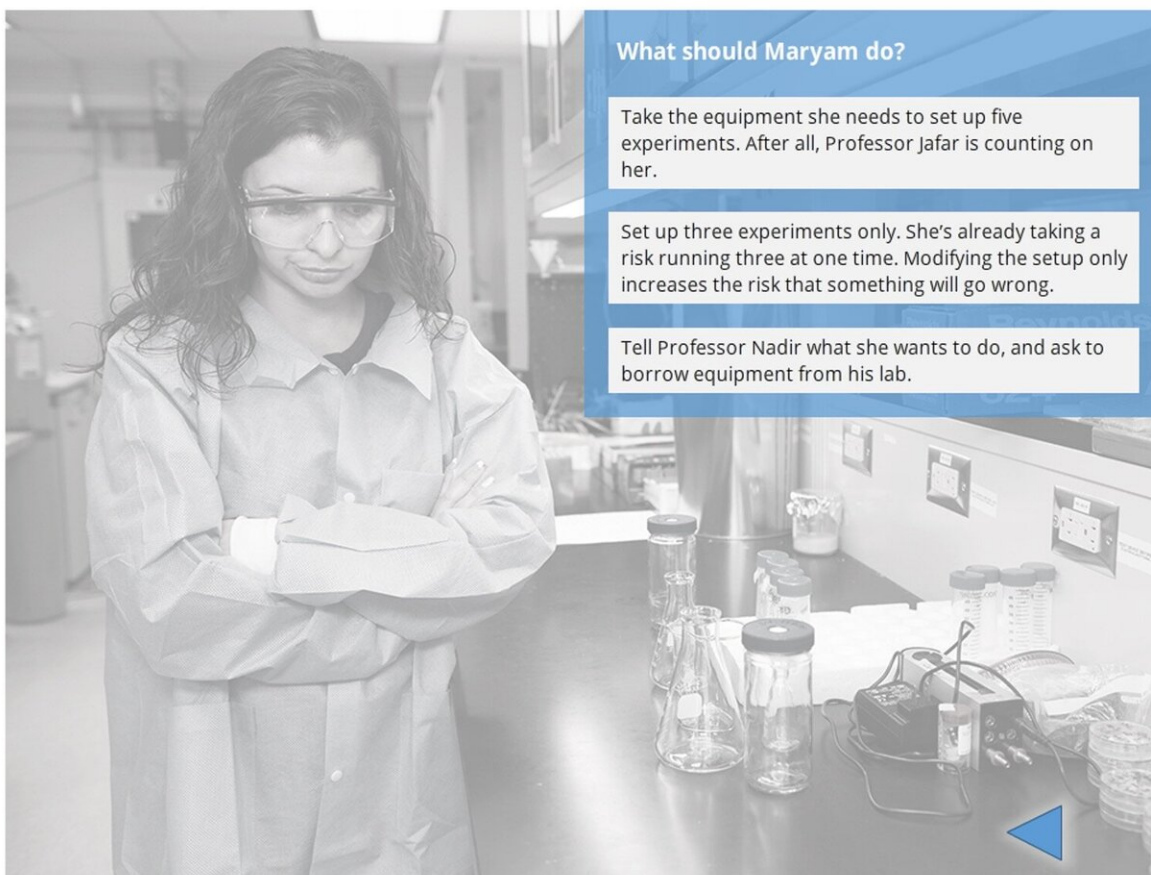 What should Maryam do?
Take the equipment she needs to set up five
experiments. After all, Professor Jafar is counting on
her.
Set up three experiments only. She’s already taking a
risk running three at one time. Modifying the setup only
increases the risk that something will go wrong.
Reynolds
624
Tell Professor Nadir what she wants to do, and ask to
borrow equipment from his lab.